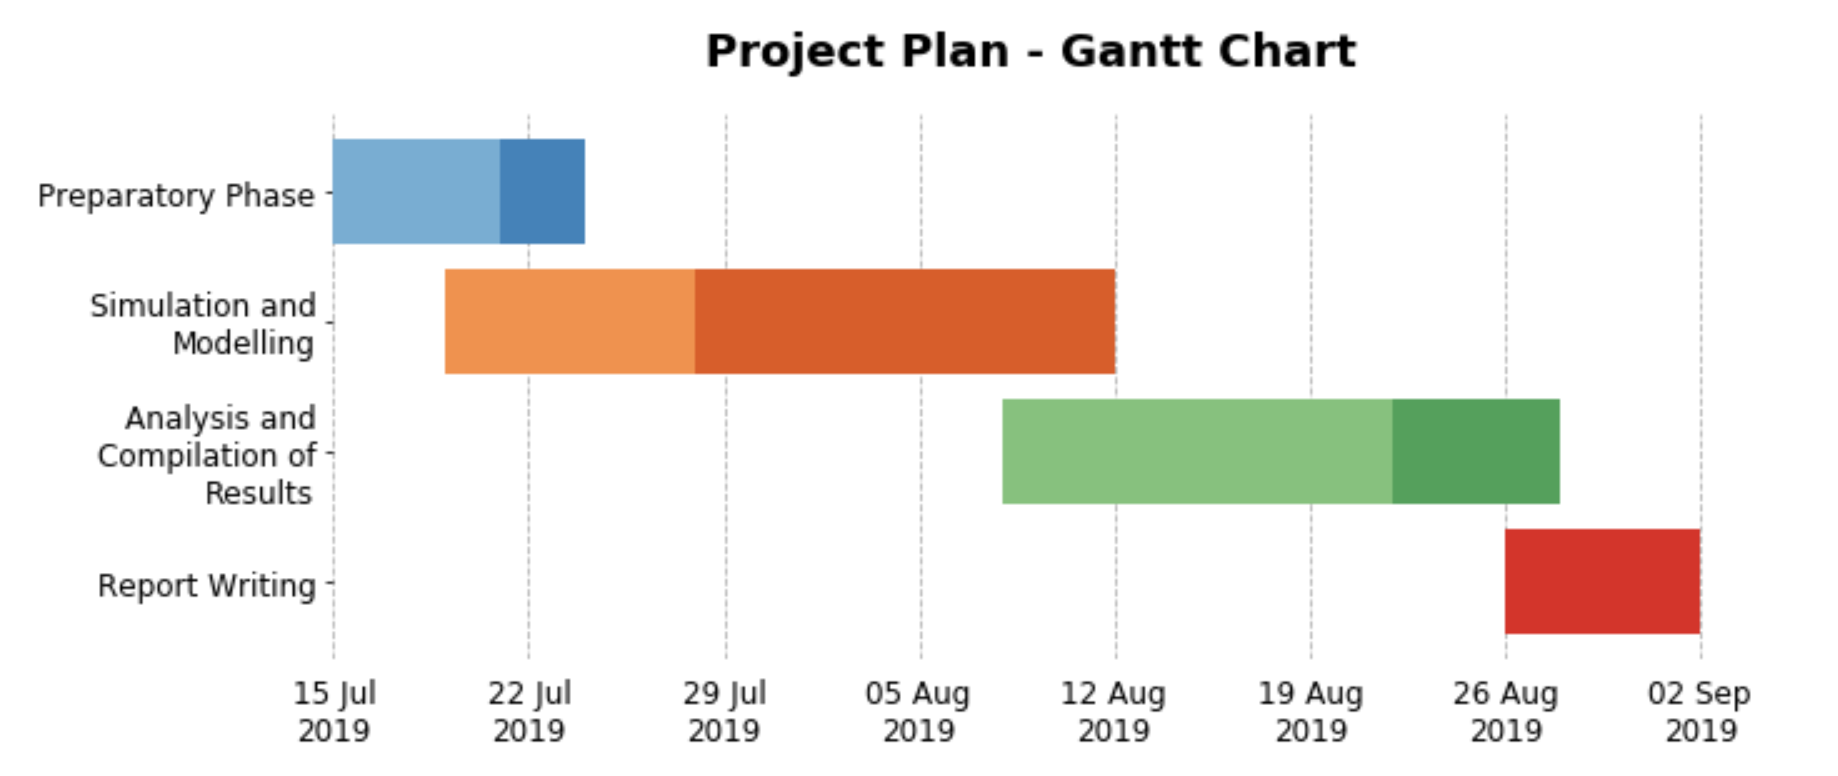 Project Plan - Gantt Chart
Preparatory Phase
Simulation and
Modelling
Analysis and
Compilation of
Results
Report Writing
15 Jul
2019
22 Jul
2019
29 Jul
2019
05 Aug
2019
12 Aug
2019
19 Aug
2019
26 Aug
2019
02 Sep
2019